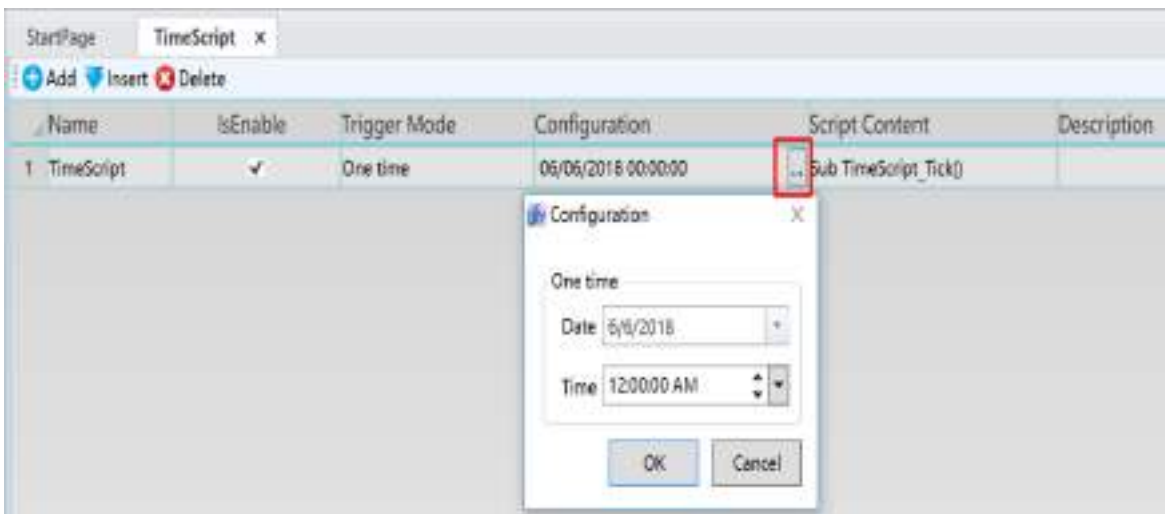 StartPage TimeScript x
Add Insert Delete
Name IsEnable Trigger Mode Configuration Script Content Description
1 TimeScript ✓ One time 06/06/2018 00:00:00 ... Sub TimeScript_Tick()
Configuration X
One time
Date 6/6/2018
Time 12:00:00 AM
OK Cancel